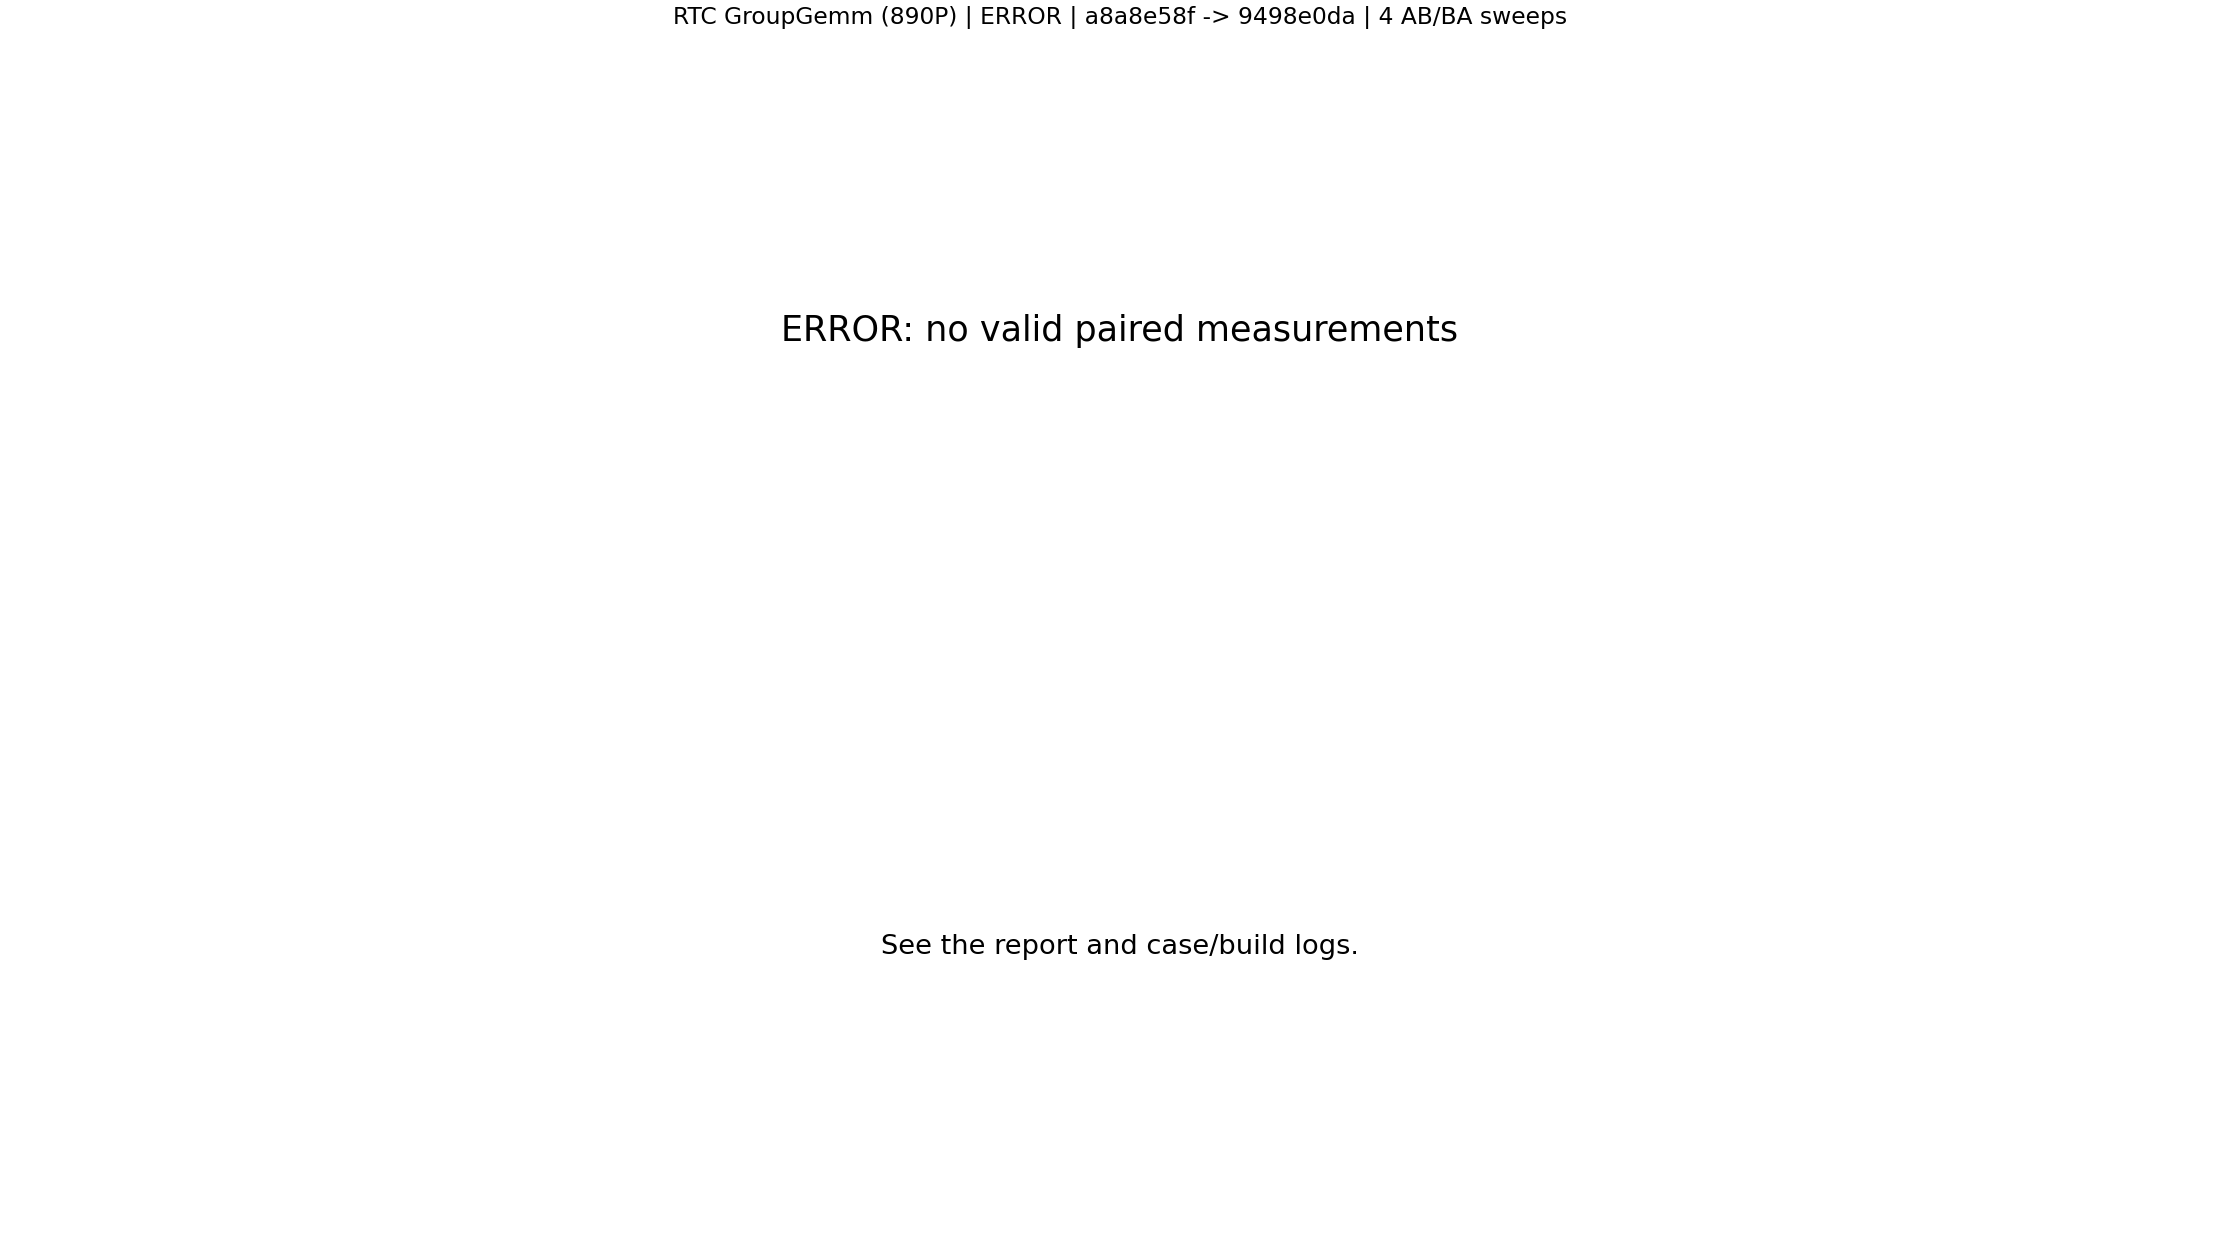 RTC GroupGemm (890P) | ERROR | a8a8e58f -> 9498e0da | 4 AB/BA sweeps
ERROR: no valid paired measurements
See the report and case/build logs.